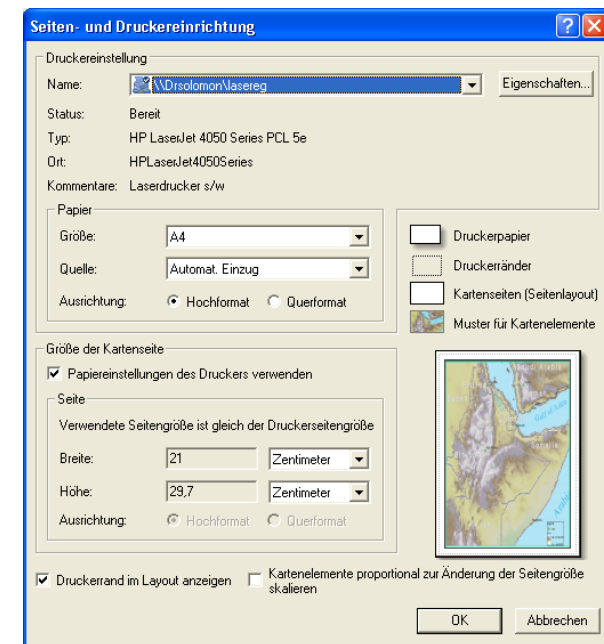 Seiten- und Druckereinrichtung
Druckereinstellung
Name: \\Drsolomon\lasereg Eigenschaften...
Status: Bereit
Typ: HP LaserJet 4050 Series PCL 5e
Ort: HPLaserJet4050Series
Kommentare: Laserdrucker s/w
Papier
Größe: A4
Quelle: Automat. Einzug
Ausrichtung: Hochformat Querformat
Druckerpapier
Druckerränder
Kartenseiten (Seitenlayout)
Muster für Kartenelemente
Größe der Kartenseite
Papiereinstellungen des Druckers verwenden
Seite
Verwendete Seitengröße ist gleich der Druckerseitengröße
Breite: 21 Zentimeter
Höhe: 29,7 Zentimeter
Ausrichtung: Hochformat Querformat
Druckerrand im Layout anzeigen
Kartenelemente proportional zur Änderung der Seitengröße
skalieren
OK Abbrechen